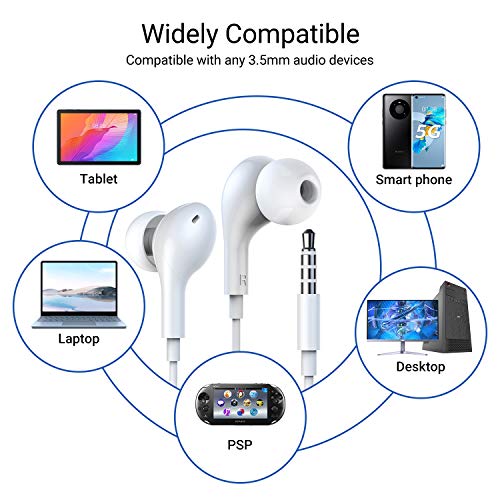 Widely Compatible
Compatible with any 3.5mm audio devices
Tablet
Smart phone
5G
Laptop
Desktop
PSP